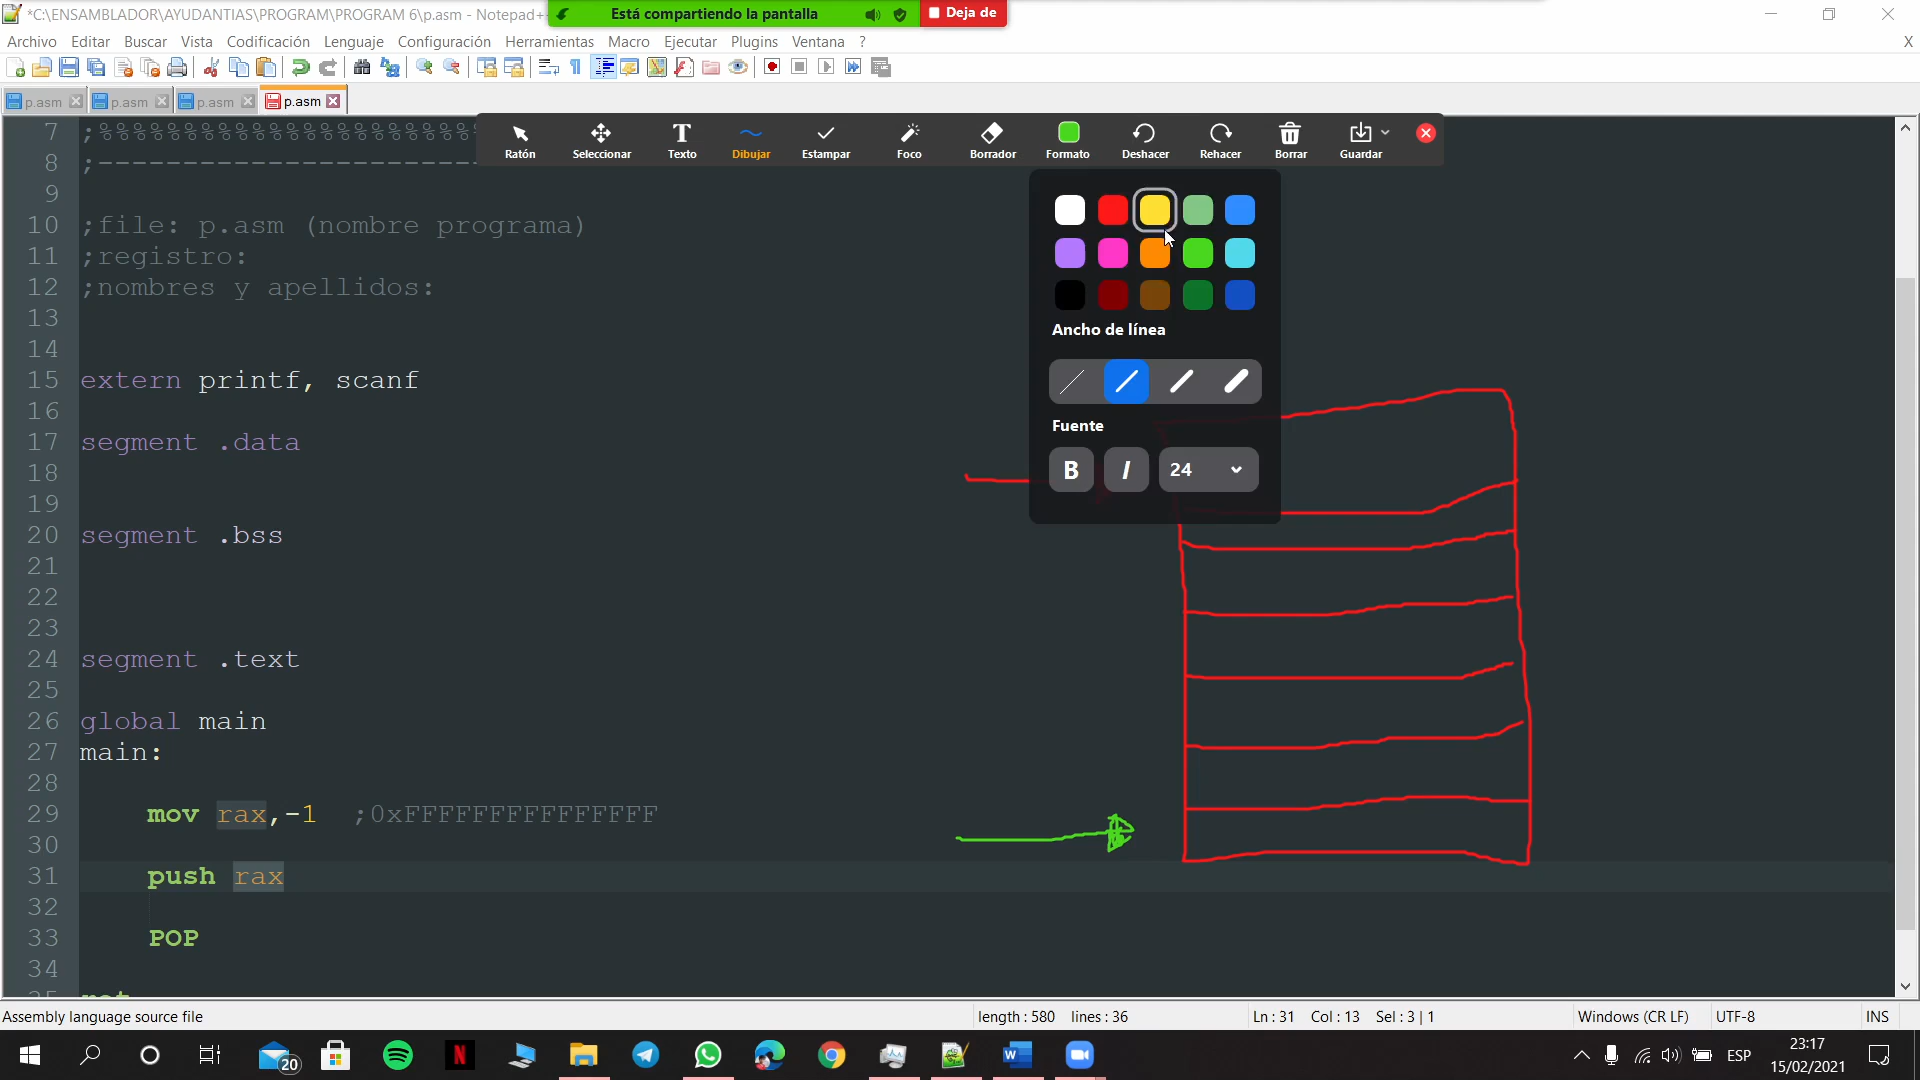 *C:\ENSAMBLADOR\AYUDANTIAS\PROGRAM\PROGRAM 6\p.asm - Notepad+
Está compartiendo la pantalla
Deja de
Archivo Editar Buscar Vista Codificación Lenguaje Configuración Herramientas Macro Ejecutar Plugins Ventana ?
X
p.asm p.asm p.asm p.asm
Ratón Seleccionar Texto Dibujar Estampar Foco Borrador Formato Deshacer Rehacer Borrar Guardar
Ancho de línea
Fuente
B I 24
7 ;%%%%%%%%%%%%%%%%%%%%%%%
8 ;-----------------------
9
10 ;file: p.asm (nombre programa)
11 ;registro:
12 ;nombres y apellidos:
13
14
15 extern printf, scanf
16
17 segment .data
18
19
20 segment .bss
21
22
23
24 segment .text
25
26 global main
27 main:
28
29 mov rax,-1 ;0xFFFFFFFFFFFFFFFF
30
31 push rax
32
33 POP
34
35 ret
Assembly language source file
length : 580 lines : 36
Ln : 31 Col : 13 Sel : 3 | 1
Windows (CR LF)
UTF-8
INS
20
ESP
23:17
15/02/2021